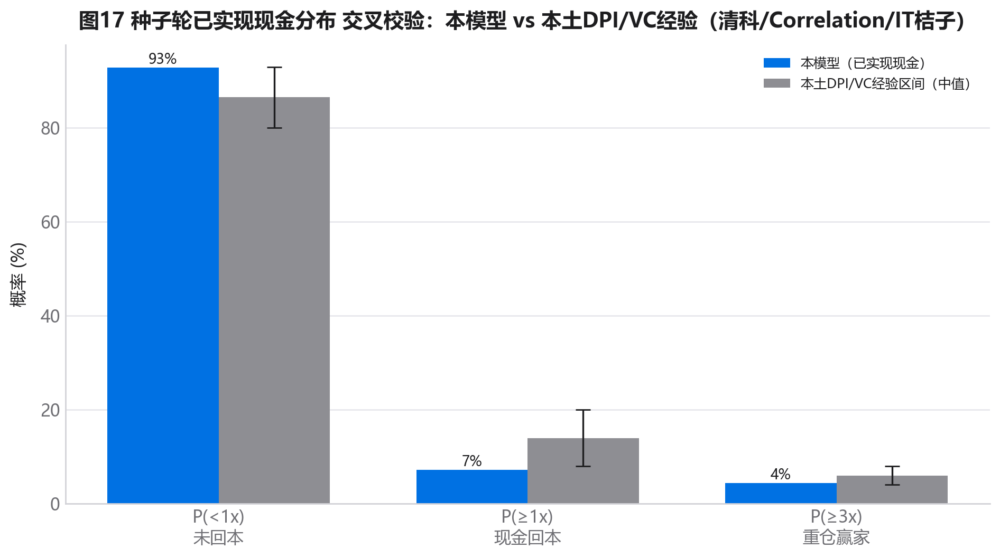 图17 种子轮已实现现金分布 交叉校验：本模型 vs 本土DPI/VC经验（清科/Correlation/IT桔子）
本模型（已实现现金）
本土DPI/VC经验区间（中值）
概率 (%)
80
60
40
20
0
93%
7%
4%
P(<1x)
未回本
P(≥1x)
现金回本
P(≥3x)
重仓赢家